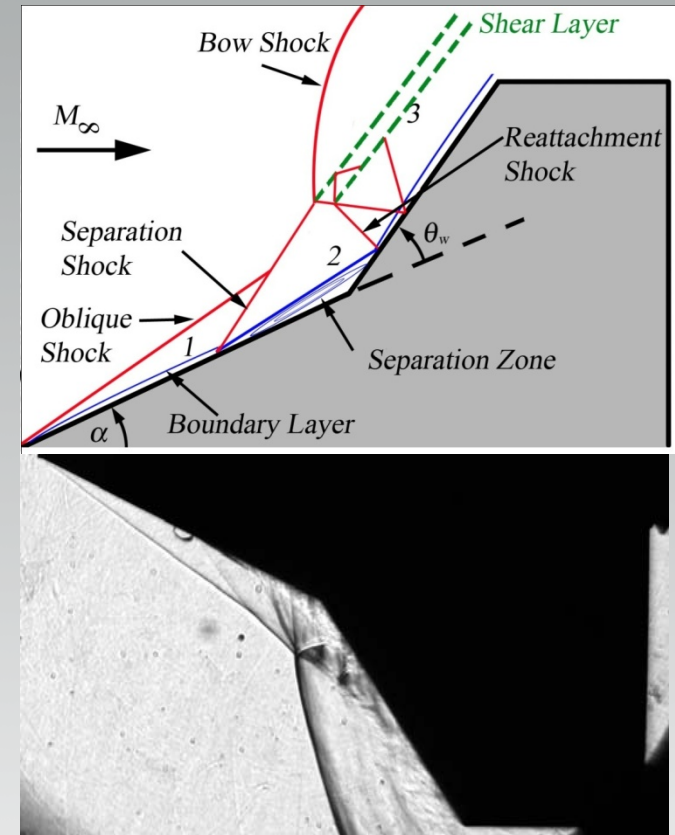 Bow Shock
Shear Layer
M∞
3
Reattachment
Shock
Separation
Shock
θw
2
Oblique
Shock
1
Separation Zone
α
Boundary Layer